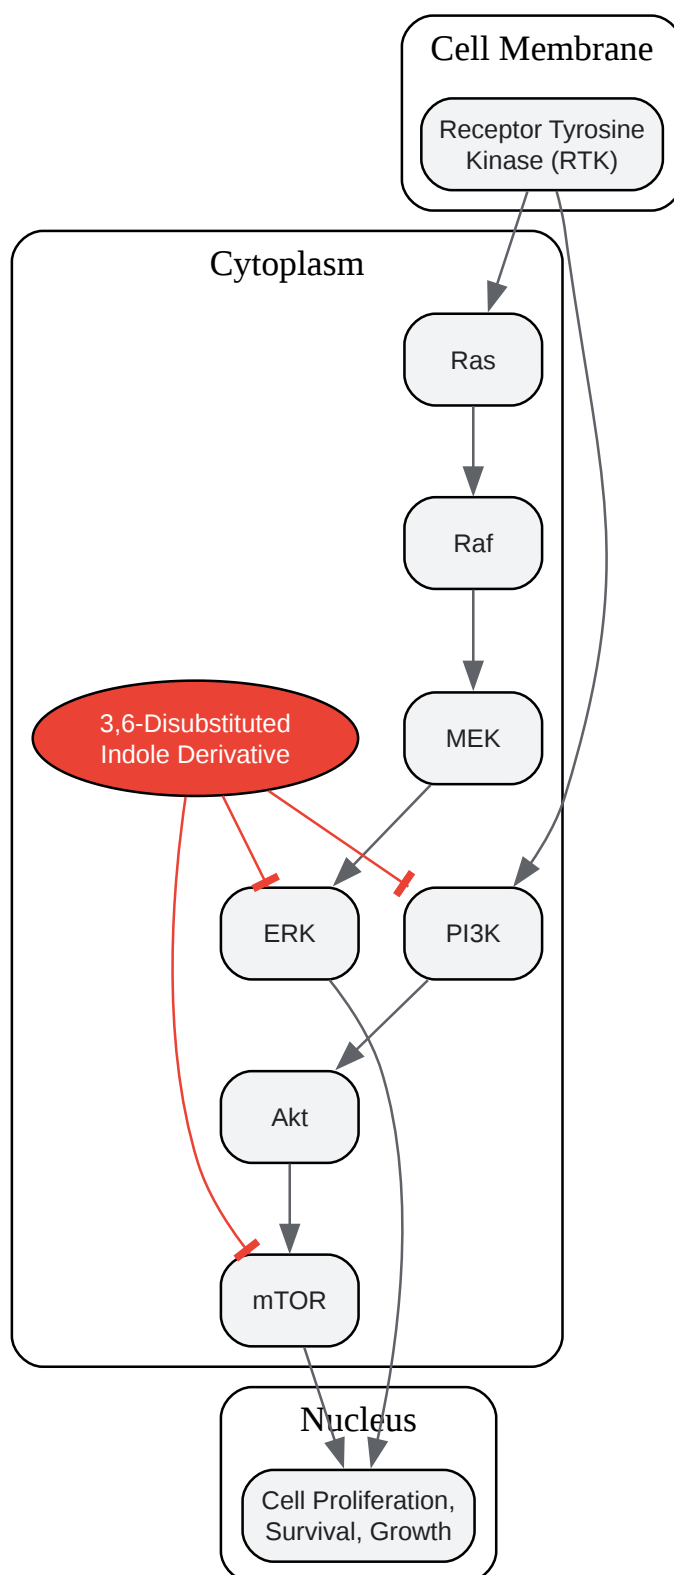 Cell Membrane
Receptor Tyrosine
Kinase (RTK)
Cytoplasm
Ras
Raf
3,6-Disubstituted
Indole Derivative
MEK
ERK
PI3K
Akt
mTOR
Nucleus
Cell Proliferation,
Survival, Growth